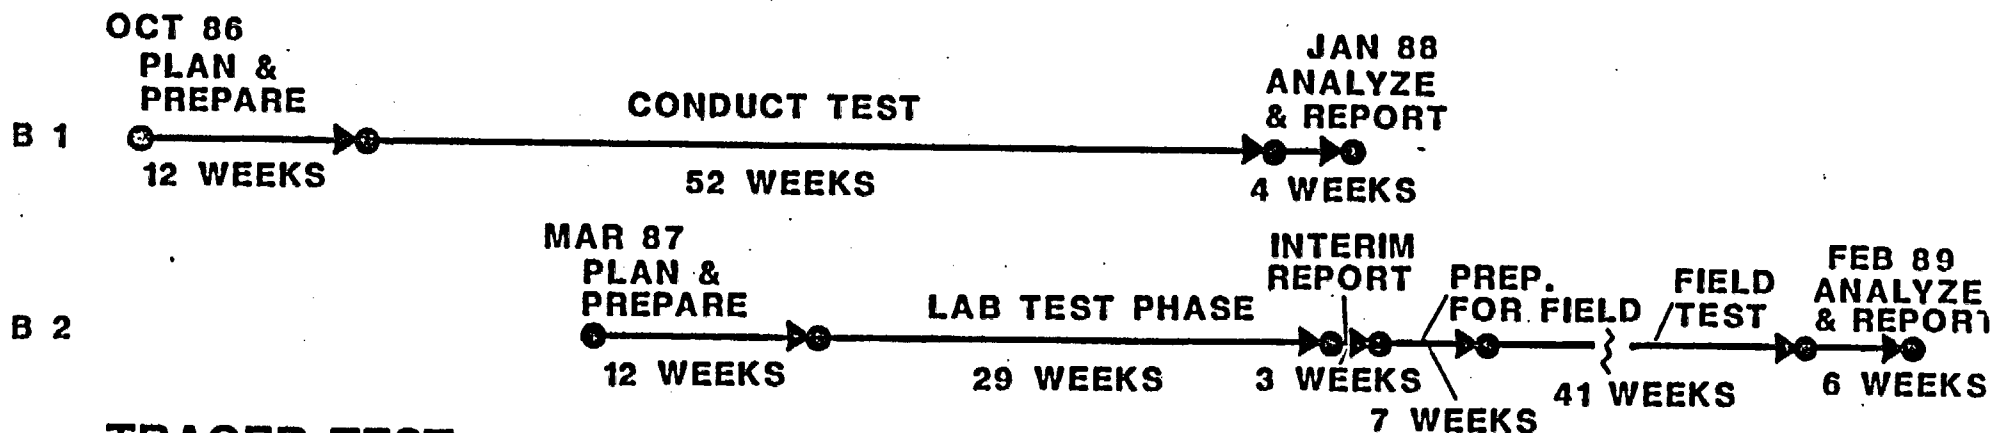 OCT 86
PLAN &
PREPARE
JAN 88
ANALYZE
& REPORT
CONDUCT TEST
B 1
12 WEEKS
52 WEEKS
4 WEEKS
MAR 87
PLAN &
PREPARE
LAB TEST PHASE
INTERIM
REPORT
PREP.
FOR FIELD
FIELD
TEST
FEB 89
ANALYZE
& REPORT
B 2
12 WEEKS
29 WEEKS
3 WEEKS
7 WEEKS
41 WEEKS
6 WEEKS
TRACER TEST